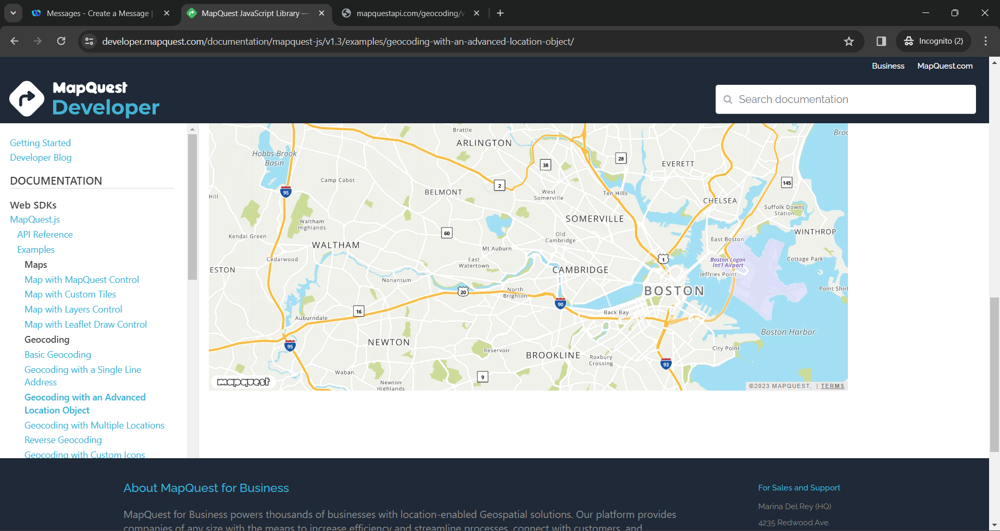 Messages - Create a Message |
MapQuest JavaScript Library —
mapquestapi.com/geocoding/v
developer.mapquest.com/documentation/mapquest-js/v1.3/examples/geocoding-with-an-advanced-location-object/
Incognito (2)
Business MapQuest.com
MapQuest
Developer
Search documentation
Getting Started
Developer Blog
DOCUMENTATION
Web SDKs
MapQuest.js
API Reference
Examples
Maps
Map with MapQuest Control
Map with Custom Tiles
Map with Layers Control
Map with Leaflet Draw Control
Geocoding
Basic Geocoding
Geocoding with a Single Line
Address
Geocoding with an Advanced
Location Object
Geocoding with Multiple Locations
Reverse Geocoding
Geocoding with Custom Icons
Brattle
Broo
ARLINGTON
Hobbs Brook
Basin
28
EVERETT
38
Camp Cabot
2
145
BELMONT
95
West
Somerville
Ten Hills
Hill
CHELSEA
Suffolk Downs
Station
SOMERVILLE
Waltham
Highlands
60
WINTHROP
Kendal Green
Old
Cambridge
East Boston
WALTHAM
Mt Auburn
Cedarwood
East
Watertown
1
Boston Logan
Int'l Airport
Cottage Park
ESTON
CAMBRIDGE
Jeffries Point
Nonantum
20
North
Brighton
BOSTON
Point Shirl
90
16
Back Bay
Auburndale
Boston Harbor
95
NEWTON
Reservoir
BROOKLINE
City Point
Roxbury
Crossing
93
Waban
9
Newton
Highlands
mapquest
©2023 MAPQUEST, | TERMS
About MapQuest for Business
MapQuest for Business powers thousands of businesses with location-enabled Geospatial solutions. Our platform provides
companies of any size with the means to increase efficiency and streamline processes, connect with customers, and
For Sales and Support
Marina Del Rey (HQ)
4235 Redwood Ave.